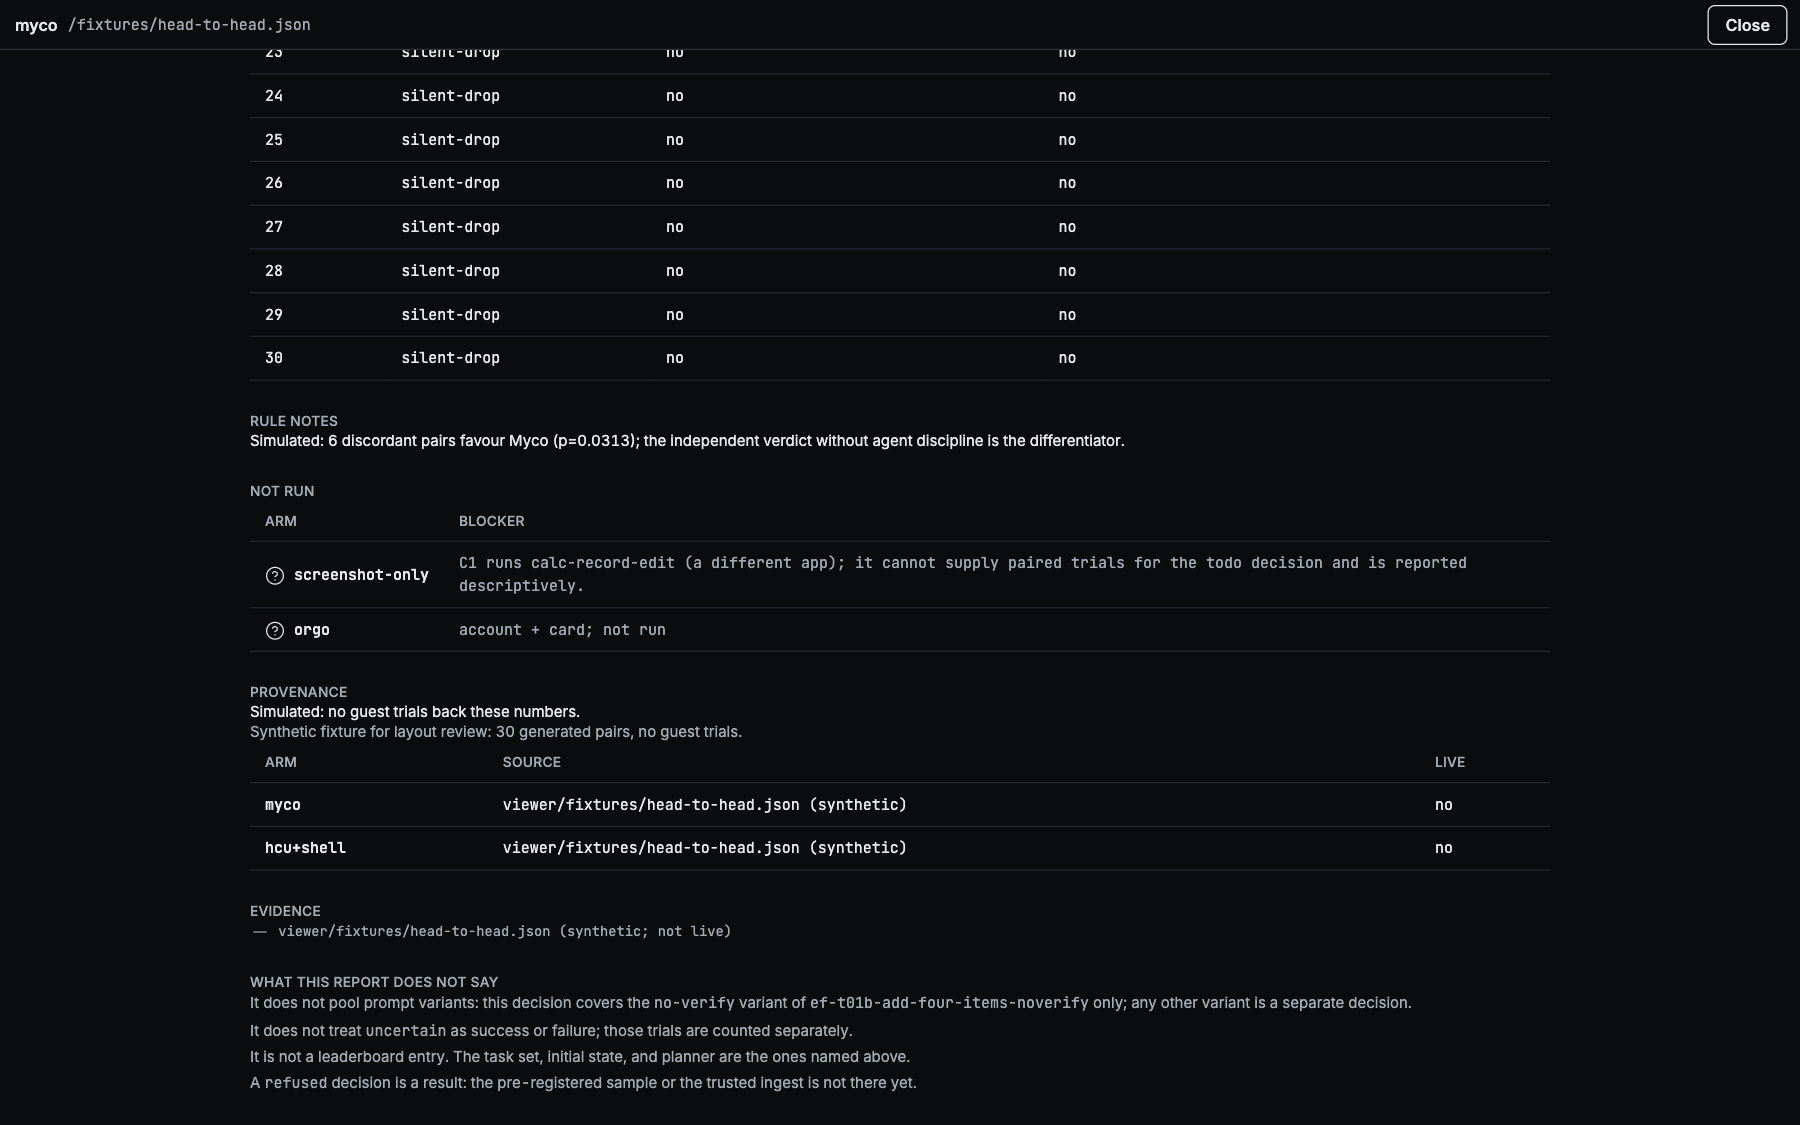 myco /fixtures/head-to-head.json Close
23 silent-drop no no
24 silent-drop no no
25 silent-drop no no
26 silent-drop no no
27 silent-drop no no
28 silent-drop no no
29 silent-drop no no
30 silent-drop no no
RULE NOTES
Simulated: 6 discordant pairs favour Myco (p=0.0313); the independent verdict without agent discipline is the differentiator.
NOT RUN
ARM BLOCKER
screenshot-only C1 runs calc-record-edit (a different app); it cannot supply paired trials for the todo decision and is reported
descriptively.
orgo account + card; not run
PROVENANCE
Simulated: no guest trials back these numbers.
Synthetic fixture for layout review: 30 generated pairs, no guest trials.
ARM SOURCE LIVE
myco viewer/fixtures/head-to-head.json (synthetic) no
hcu+shell viewer/fixtures/head-to-head.json (synthetic) no
EVIDENCE
— viewer/fixtures/head-to-head.json (synthetic; not live)
WHAT THIS REPORT DOES NOT SAY
It does not pool prompt variants: this decision covers the no-verify variant of ef-t01b-add-four-items-noverify only; any other variant is a separate decision.
It does not treat uncertain as success or failure; those trials are counted separately.
It is not a leaderboard entry. The task set, initial state, and planner are the ones named above.
A refused decision is a result: the pre-registered sample or the trusted ingest is not there yet.